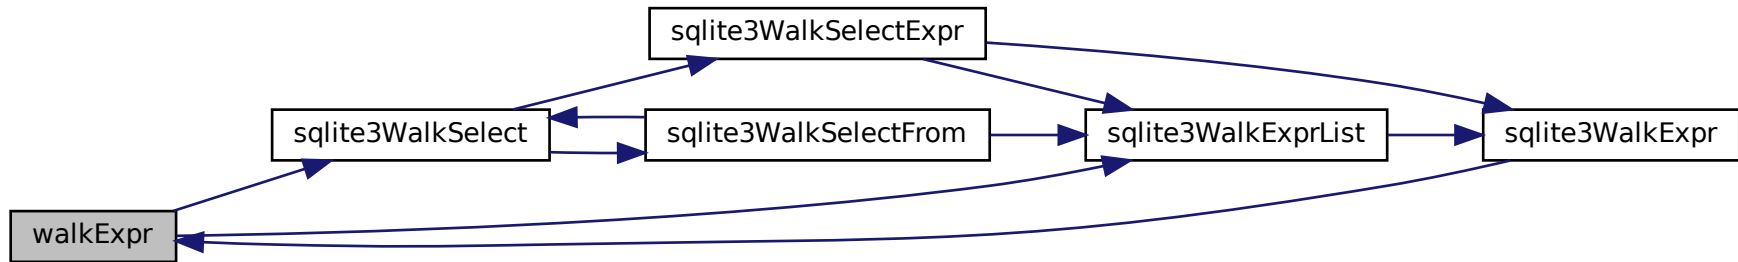 sqlite3WalkSelectExpr
sqlite3WalkSelect
sqlite3WalkSelectFrom
sqlite3WalkExprList
sqlite3WalkExpr
walkExpr